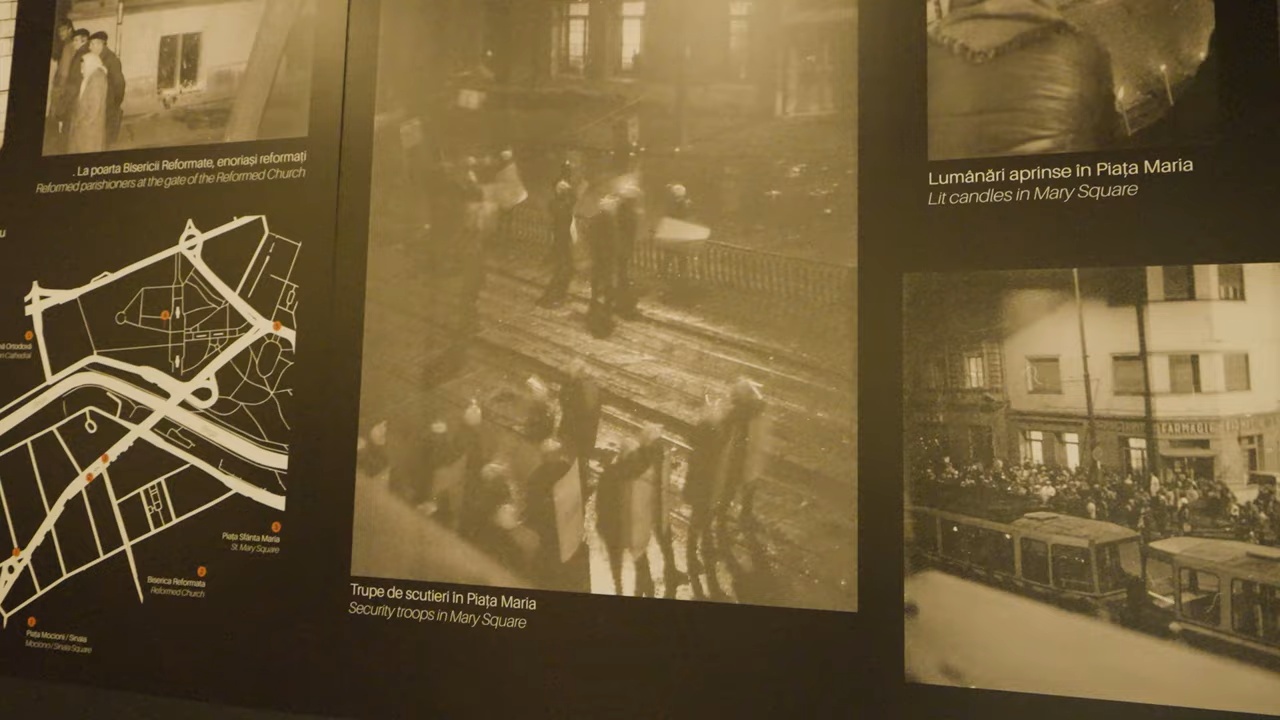 . La poarta Bisericii Reformate, enoriași reformați
Reformed parishioners at the gate of the Reformed Church
Piața Sfânta Maria
St. Mary Square
Biserica Reformata
Reformed Church
Piața Mocioni / Sinaia
Mocionni / Sinaia Square
Trupe de scutieri în Piața Maria
Security troops in Mary Square
Lumânări aprinse în Piața Maria
Lit candles in Mary Square
FARMACIE